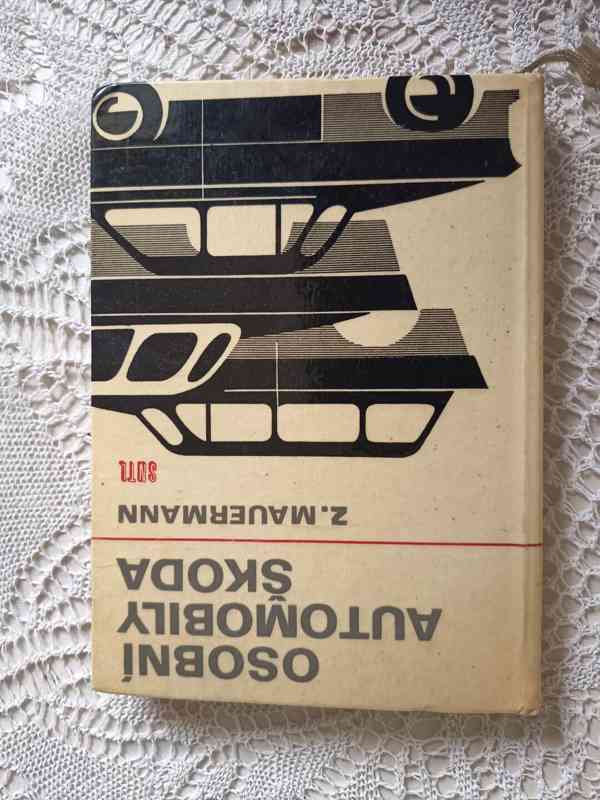 OSOBNÍ
AUTOMOBILY
ŠKODA
Z. MAUERMANN
SNTL